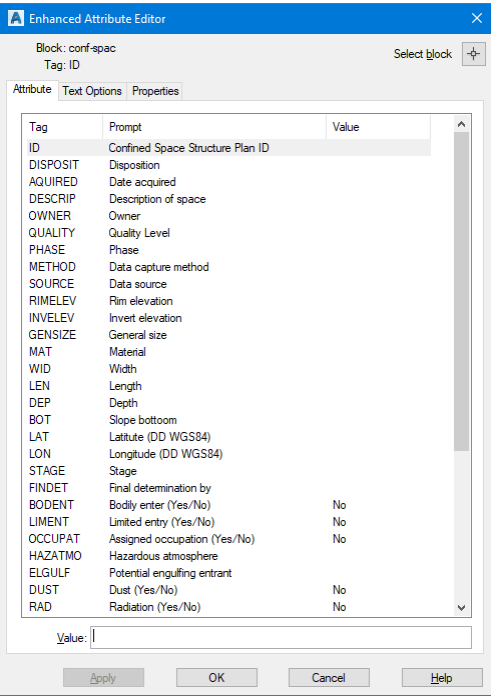 Enhanced Attribute Editor
Block: conf-spac
Tag: ID
Select block
Attribute Text Options Properties
Tag Prompt Value
ID Confined Space Structure Plan ID
DISPOSIT Disposition
AQUIRED Date acquired
DESCRIP Description of space
OWNER Owner
QUALITY Quality Level
PHASE Phase
METHOD Data capture method
SOURCE Data source
RIMELEV Rim elevation
INVELEV Invert elevation
GENSIZE General size
MAT Material
WID Width
LEN Length
DEP Depth
BOT Slope bottoom
LAT Latitute (DD WGS84)
LON Longitude (DD WGS84)
STAGE Stage
FINDET Final determination by
BODENT Bodily enter (Yes/No) No
LIMENT Limited entry (Yes/No) No
OCCUPAT Assigned occupation (Yes/No) No
HAZATMO Hazardous atmosphere
ELGULF Potential engulfing entrant
DUST Dust (Yes/No) No
RAD Radiation (Yes/No) No
Value:
Apply OK Cancel Help